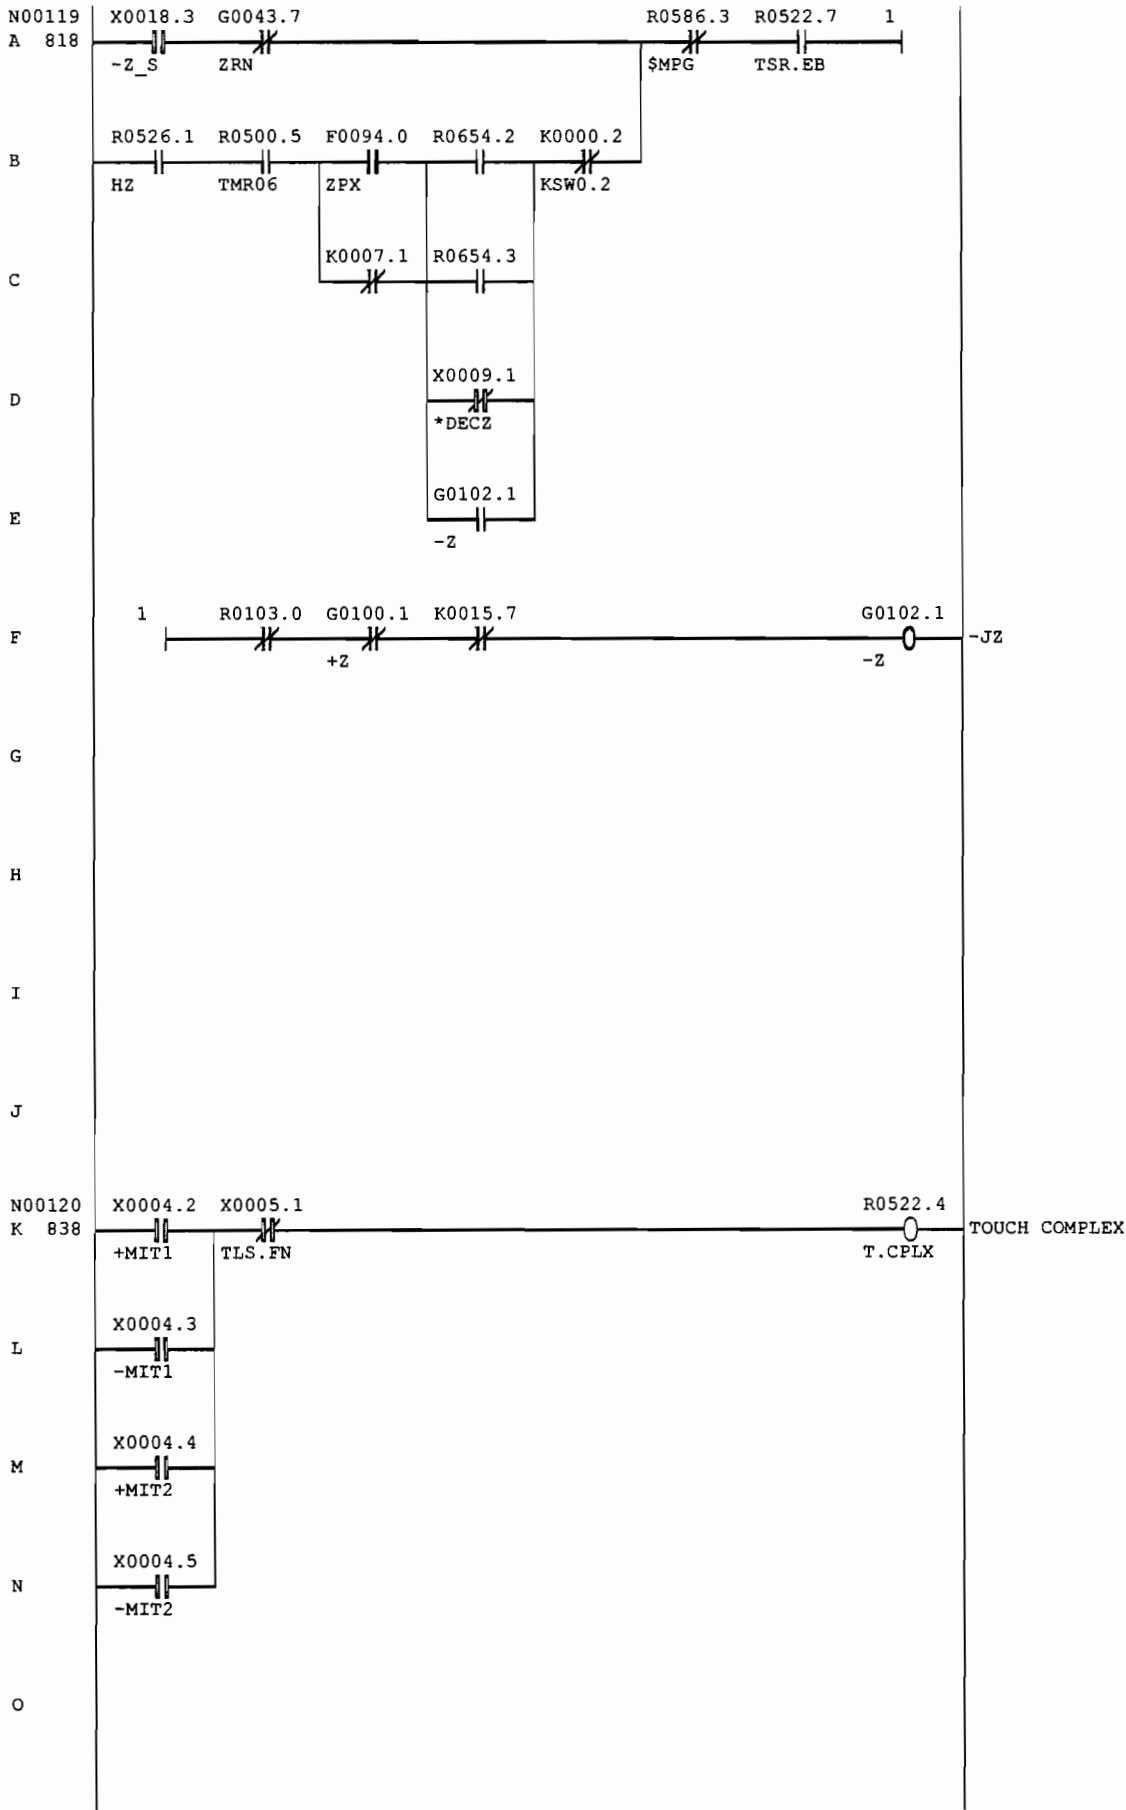 N00119 X0018.3 G0043.7 R0586.3 R0522.7 1
A 818
-Z_S ZRN $MPG TSR.EB
R0526.1 R0500.5 F0094.0 R0654.2 K0000.2
B
HZ TMR06 ZPX KSW0.2
K0007.1 R0654.3
C
X0009.1
D
*DECZ
G0102.1
E
-Z
1 R0103.0 G0100.1 K0015.7 G0102.1
F -JZ
+Z -Z
G
H
I
J
N00120 X0004.2 X0005.1 R0522.4
K 838 TOUCH COMPLEX
+MIT1 TLS.FN T.CPLX
X0004.3
L
-MIT1
X0004.4
M
+MIT2
X0004.5
N
-MIT2
O